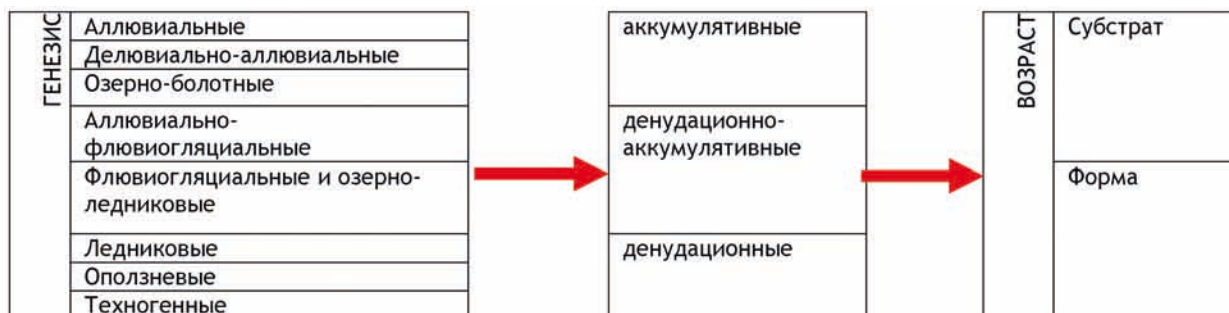 ГЕНЕЗИС
Аллювиальные
Делювиально-аллювиальные
Озерно-болотные
Аллювиально-
флювиогляциальные
Флювиогляциальные и озерно-
ледниковые
Ледниковые
Оползневые
Техногенные
аккумулятивные
денудационно-
аккумулятивные
денудационные
ВОЗРАСТ
Субстрат
Форма